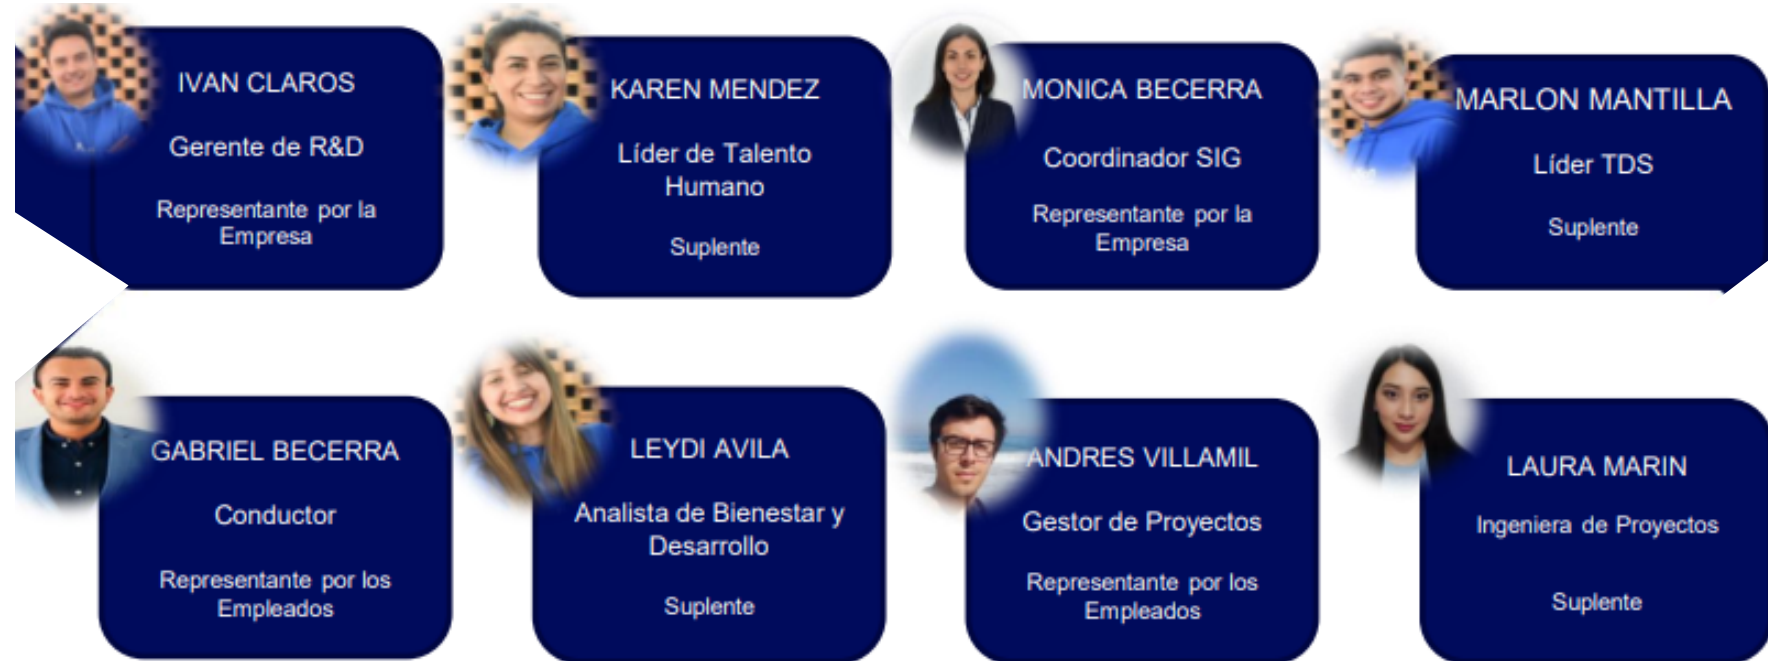 IVAN CLAROS
Gerente de R&D
Representante por la
Empresa
KAREN MENDEZ
Líder de Talento
Humano
Suplente
MONICA BECERRA
Coordinador SIG
Representante por la
Empresa
MARLON MANTILLA
Líder TDS
Suplente
GABRIEL BECERRA
Conductor
Representante por los
Empleados
LEYDI AVILA
Analista de Bienestar y
Desarrollo
Suplente
ANDRES VILLAMIL
Gestor de Proyectos
Representante por los
Empleados
LAURA MARIN
Ingeniera de Proyectos
Suplente